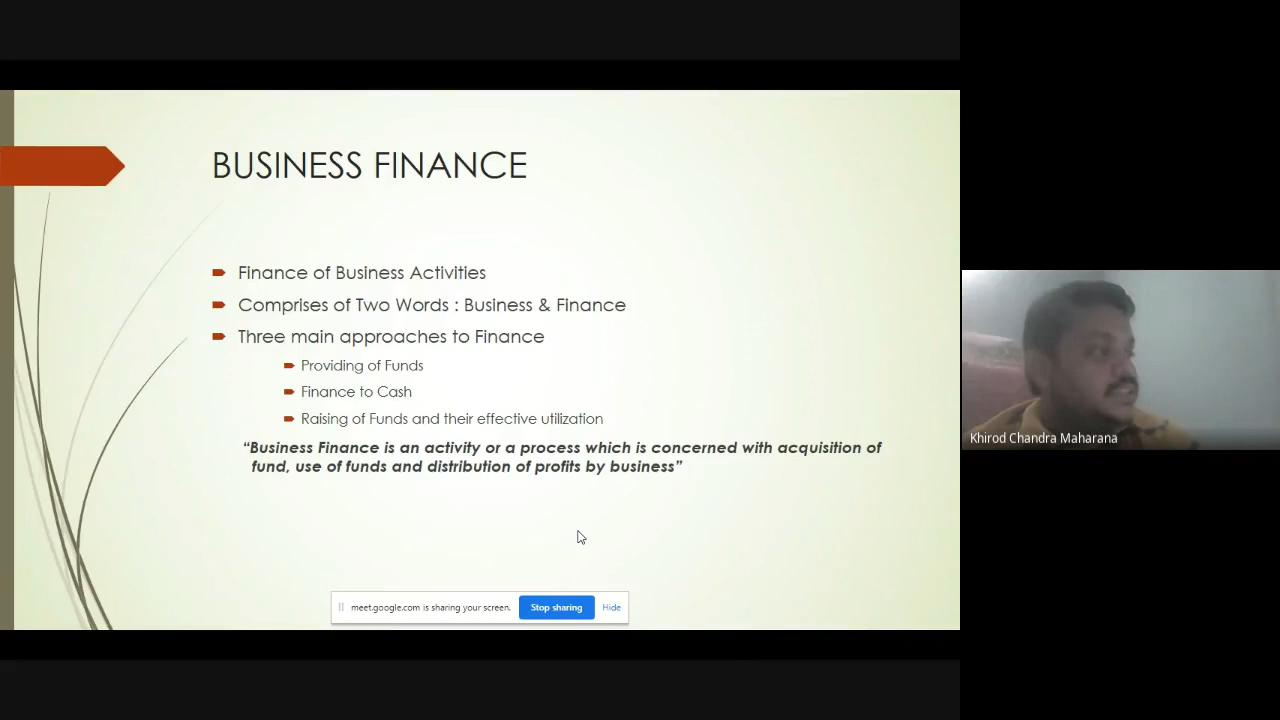 BUSINESS FINANCE
Finance of Business Activities
Comprises of Two Words : Business & Finance
Three main approaches to Finance
Providing of Funds
Finance to Cash
Raising of Funds and their effective utilization
“Business Finance is an activity or a process which is concerned with acquisition of
fund, use of funds and distribution of profits by business”
meet.google.com is sharing your screen.
Stop sharing
Hide
Khirod Chandra Maharana